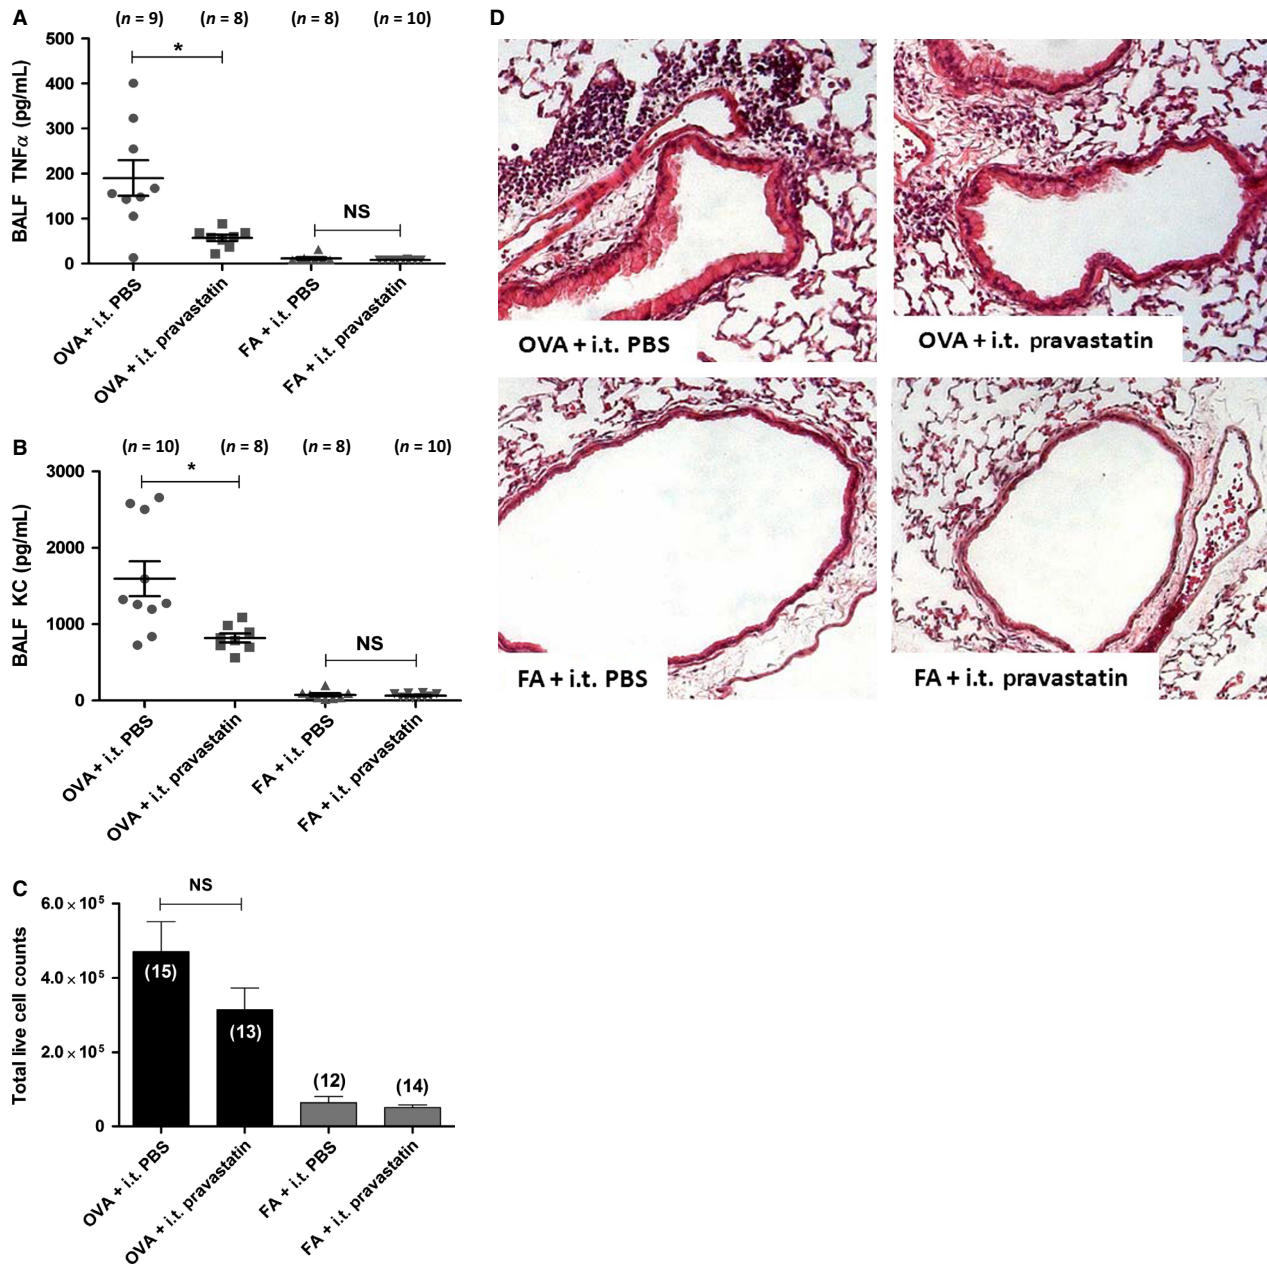 A
(n = 9) (n = 8) (n = 8) (n = 10)
BALF TNFα (pg/mL)
500
400
300
200
100
0
*
NS
OVA + i.t. PBS
OVA + i.t. pravastatin
FA + i.t. PBS
FA + i.t. pravastatin
B
(n = 10) (n = 8) (n = 8) (n = 10)
BALF KC (pg/mL)
3000
2000
1000
0
*
NS
OVA + i.t. PBS
OVA + i.t. pravastatin
FA + i.t. PBS
FA + i.t. pravastatin
C
Total live cell counts
6.0 × 10⁵
4.0 × 10⁵
2.0 × 10⁵
0
NS
(15)
(13)
(12)
(14)
OVA + i.t. PBS
OVA + i.t. pravastatin
FA + i.t. PBS
FA + i.t. pravastatin
D
OVA + i.t. PBS
OVA + i.t. pravastatin
FA + i.t. PBS
FA + i.t. pravastatin